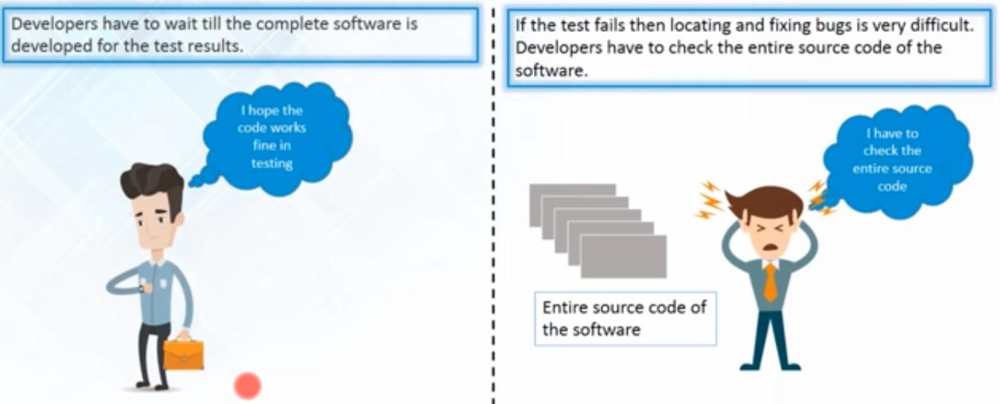 Developers have to wait till the complete software is
developed for the test results.
I hope the
code works
fine in
testing
If the test fails then locating and fixing bugs is very difficult.
Developers have to check the entire source code of the
software.
I have to
check the
entire source
code
Entire source code of
the software